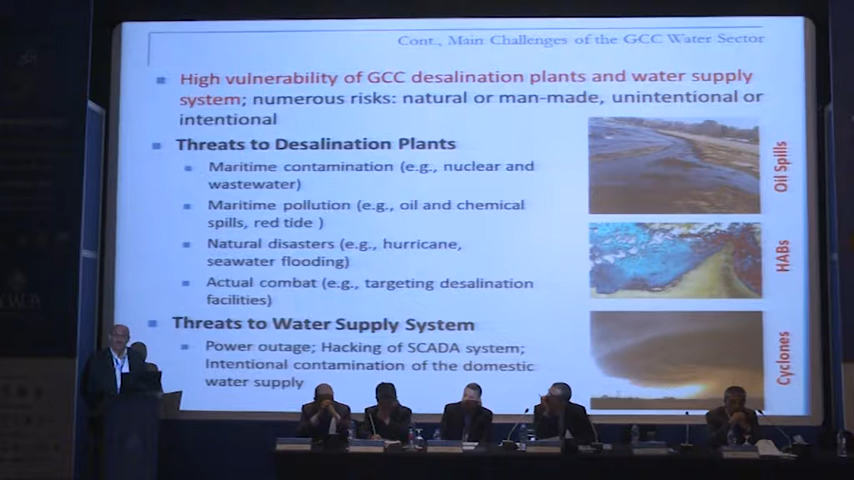 Cont., Main Challenges of the GCC Water Sector
High vulnerability of GCC desalination plants and water supply
system; numerous risks: natural or man-made, unintentional or
intentional
Threats to Desalination Plants
Maritime contamination (e.g., nuclear and
wastewater)
Maritime pollution (e.g., oil and chemical
spills, red tide )
Natural disasters (e.g., hurricane,
seawater flooding)
Actual combat (e.g., targeting desalination
facilities)
Threats to Water Supply System
Power outage; Hacking of SCADA system;
Intentional contamination of the domestic
water supply
Oil Spills
HABs
Cyclones